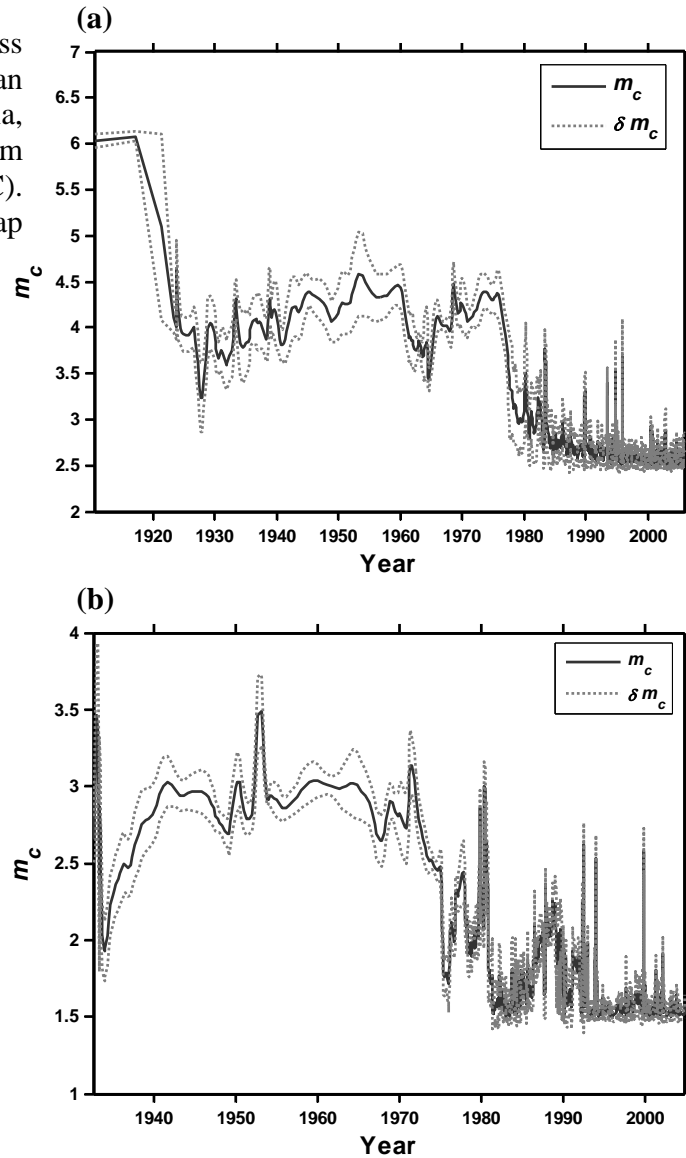 ss
an
a,
m
C).
ap
(a)
7
6.5
6
5.5
5
4.5
4
3.5
3
2.5
2
m_c
m_c
δ m_c
1920 1930 1940 1950 1960 1970 1980 1990 2000
Year
(b)
4
3.5
3
2.5
2
1.5
1
m_c
m_c
δ m_c
1940 1950 1960 1970 1980 1990 2000
Year